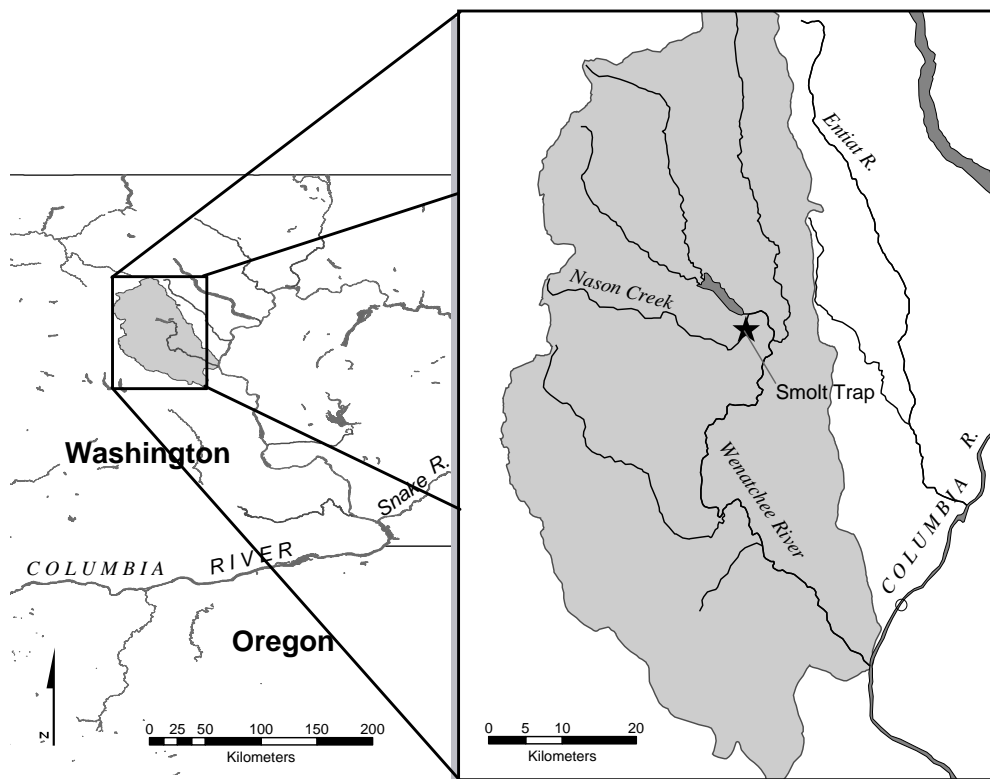 Washington
Snake R.
COLUMBIA RIVER
Oregon
N
0 25 50 100 150 200
Kilometers
Entiat R.
Nason Creek
Smolt Trap
Wenatchee River
COLUMBIA R.
0 5 10 20
Kilometers